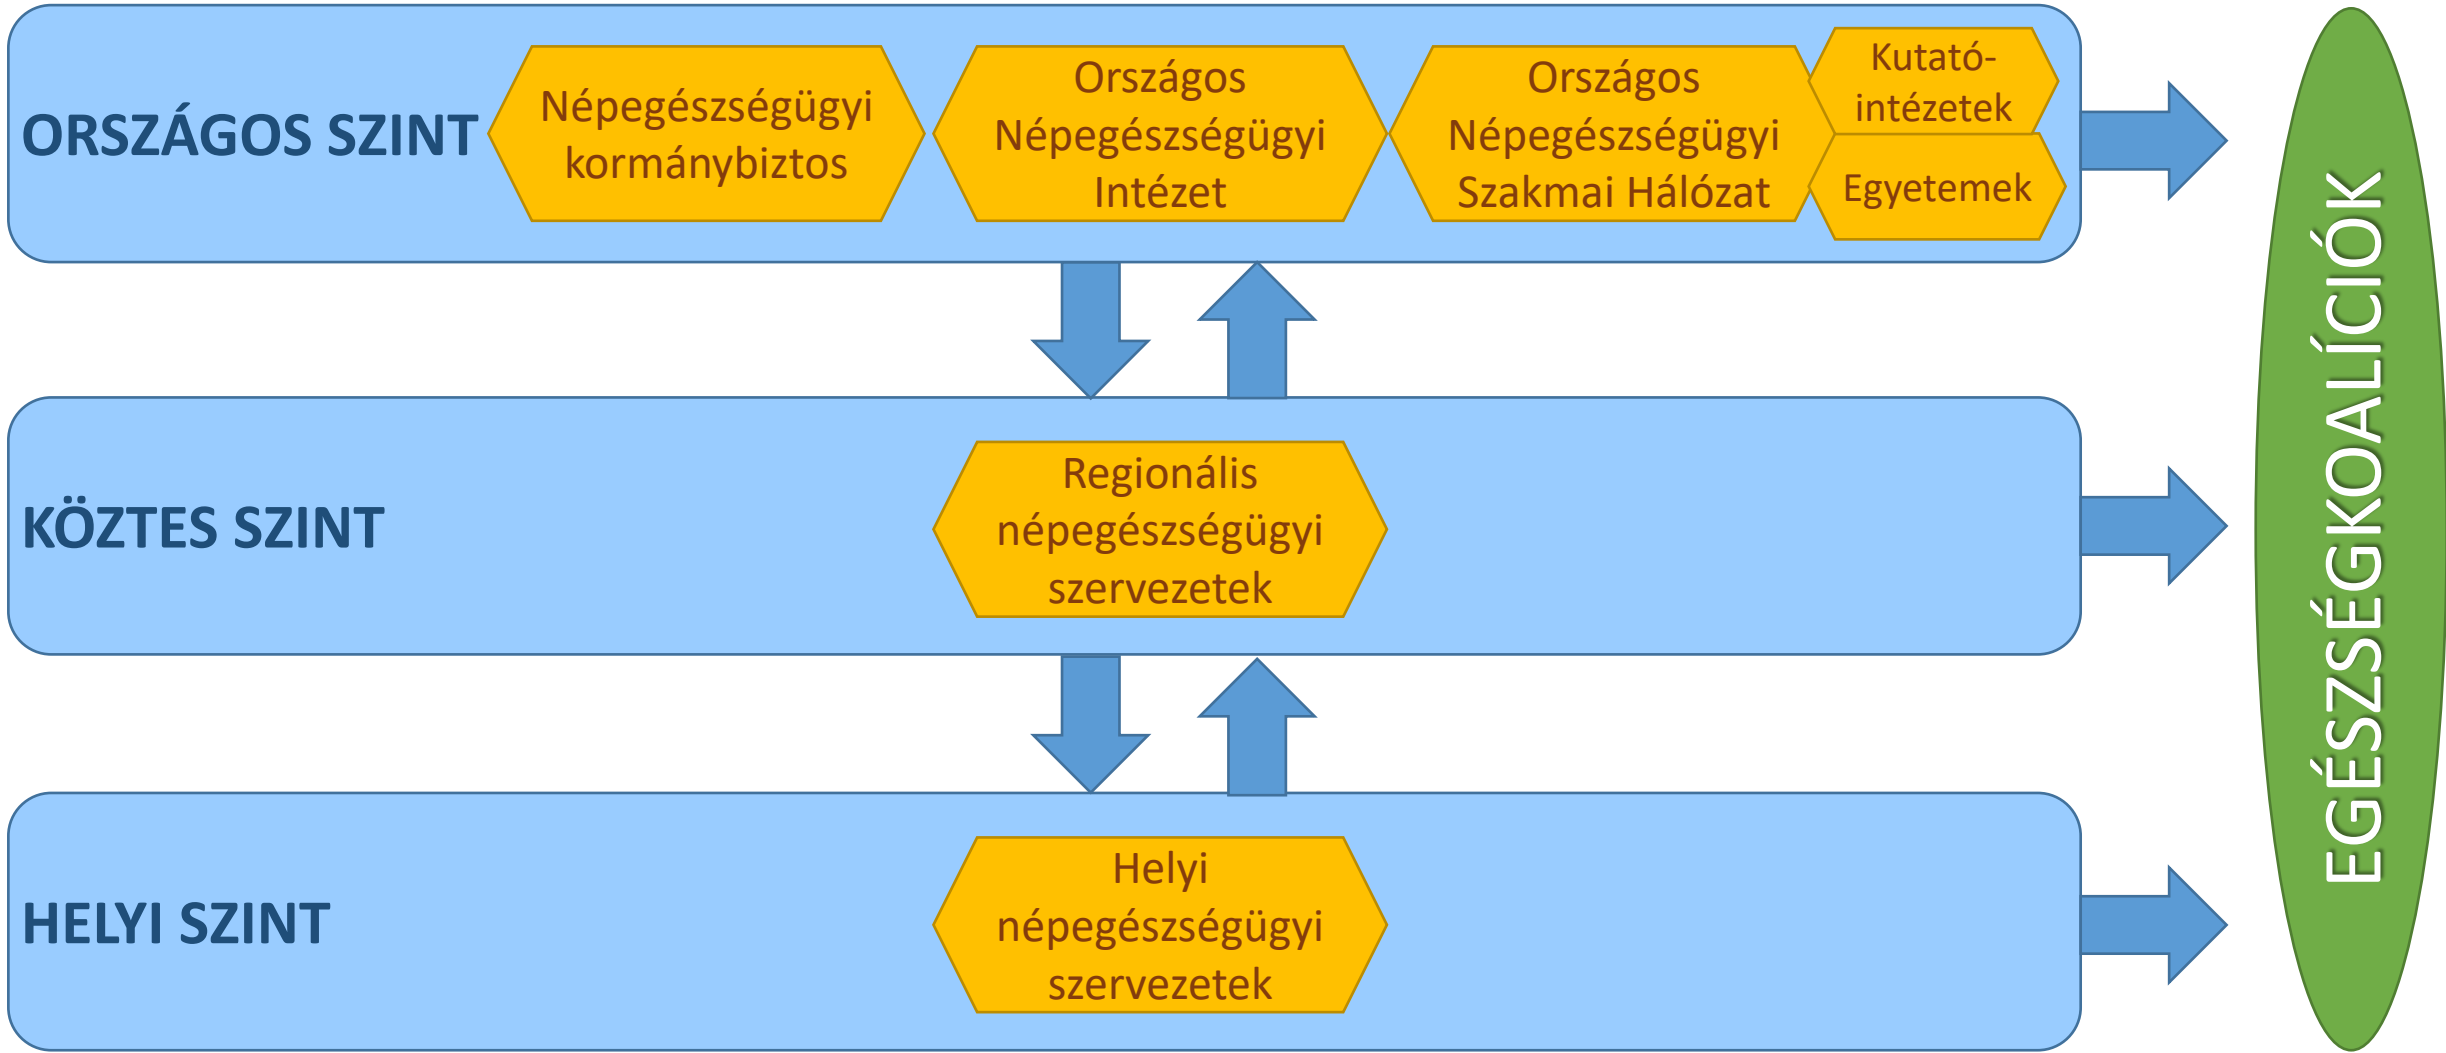 ORSZÁGOS SZINT
Népegészségügyi
kormánybiztos
Országos
Népegészségügyi
Intézet
Országos
Népegészségügyi
Szakmai Hálózat
Kutató-
intézetek
Egyetemek
KÖZTES SZINT
Regionális
népegészségügyi
szervezetek
HELYI SZINT
Helyi
népegészségügyi
szervezetek
EGÉSZSÉGKOALÍCIÓK